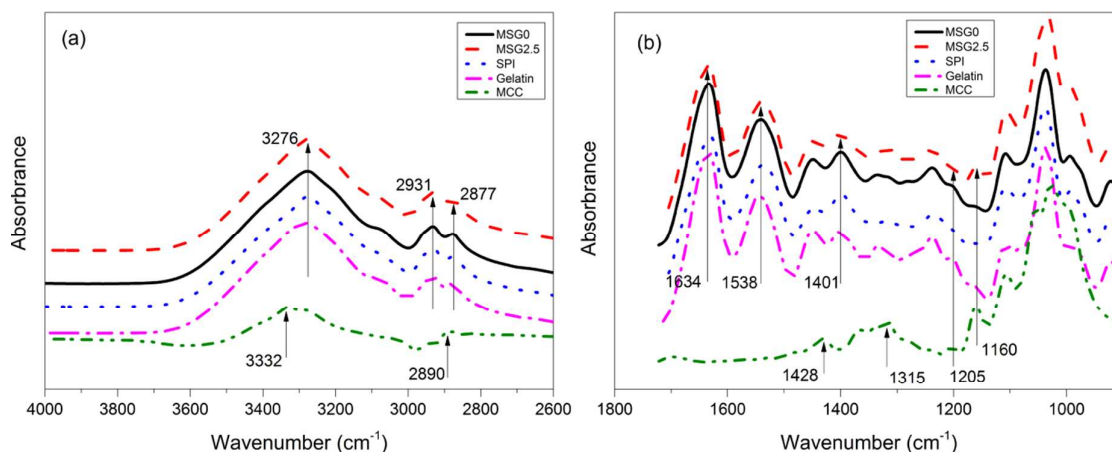 (a)
MSG0
MSG2.5
SPI
Gelatin
MCC
3276
2931
2877
3332
2890
4000 3800 3600 3400 3200 3000 2800 2600
Wavenumber (cm⁻¹)
Absorbrance
(b)
MSG0
MSG2.5
SPI
Gelatin
MCC
1634
1538
1401
1428
1315
1205
1160
1800 1600 1400 1200 1000
Wavenumber (cm⁻¹)
Absorbrance